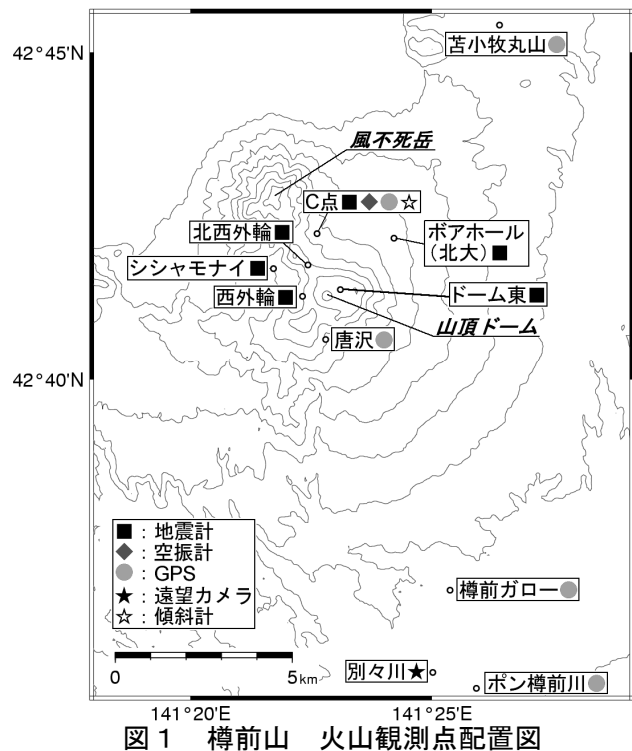 42°45'N
苫小牧丸山
風不死岳
C点
北西外輪
ボアホール
（北大）
シシャモナイ
西外輪
ドーム東
山頂ドーム
唐沢
42°40'N
：地震計
：空振計
：GPS
：遠望カメラ
：傾斜計
樽前ガロー
0 5km
別々川
ポン樽前川
141°20'E 141°25'E
図１ 樽前山 火山観測点配置図